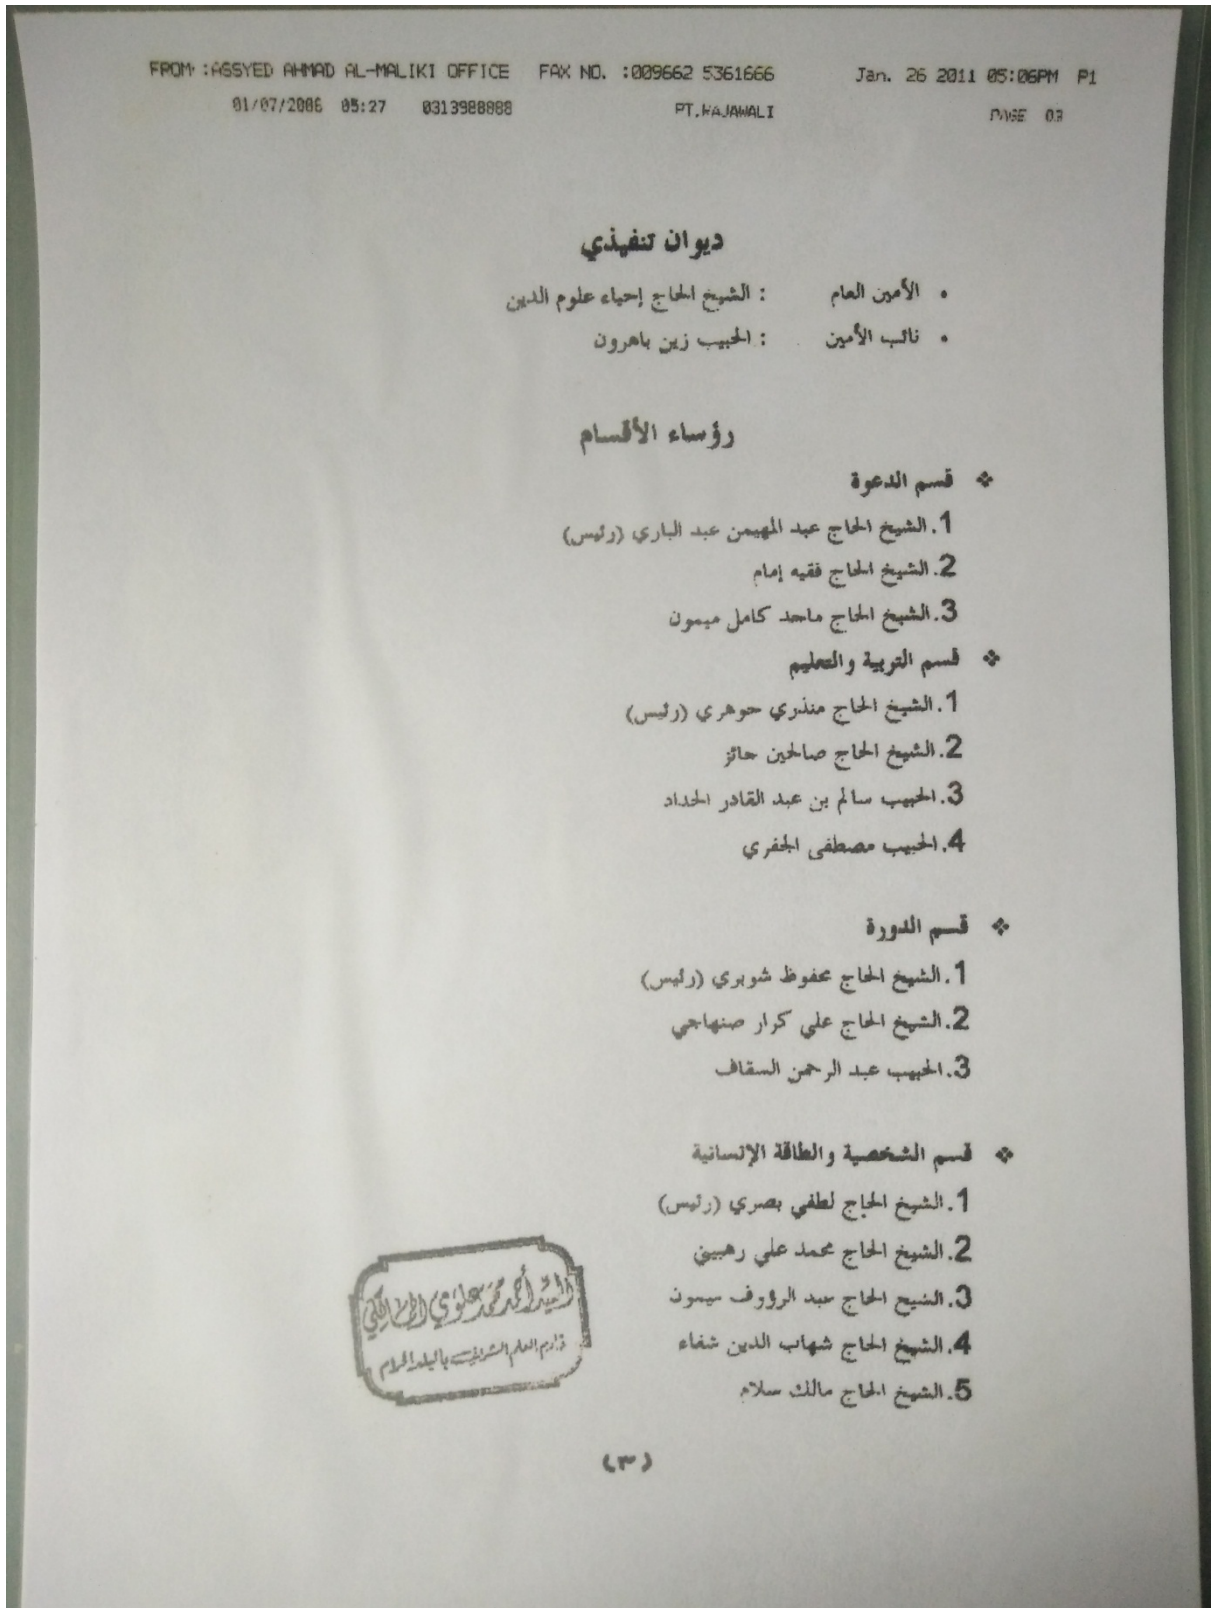 FROM :ASSYED AHMAD AL-MALIKI OFFICE FAX NO. :009662 5361666 Jan. 26 2011 05:06PM P1
01/07/2006 05:27 0313988888 PT.RAJAWALI PAGE 03
ديوان تنفيذي
• الأمين العام : الشيخ الحاج إحياء علوم الدين
• نائب الأمين : الحبيب زين باهرون
رؤساء الأقسام
❖ قسم الدعوة
1. الشيخ الحاج عبد المهيمن عبد الباري (رئيس)
2. الشيخ الحاج فقيه إمام
3. الشيخ الحاج ماجد كامل ميمون
❖ قسم التربية والتعليم
1. الشيخ الحاج منذري جوهري (رئيس)
2. الشيخ الحاج صالحين حائز
3. الحبيب سالم بن عبد القادر الحداد
4. الحبيب مصطفى الجفري
❖ قسم الدورة
1. الشيخ الحاج محفوظ شوبري (رئيس)
2. الشيخ الحاج علي كرار صنهاجي
3. الحبيب عبد الرحمن السقاف
❖ قسم الشخصية والطاقة الإنسانية
1. الشيخ الحاج لطفي بصري (رئيس)
2. الشيخ الحاج محمد علي رهبيني
3. الشيخ الحاج عبد الرؤوف ميمون
4. الشيخ الحاج شهاب الدين شفاء
5. الشيخ الحاج مالك سلام
السيد أحمد محمد علوي المالكي
خادم العلم الشريف بالبلد الحرام
(٣)